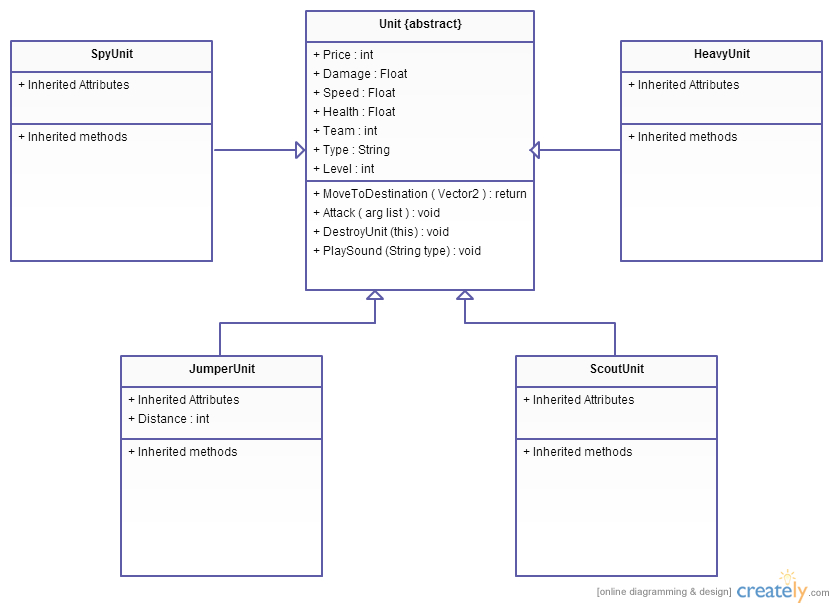 Unit {abstract}
+ Price : int
+ Damage : Float
+ Speed : Float
+ Health : Float
+ Team : int
+ Type : String
+ Level : int
+ MoveToDestination ( Vector2 ) : return
+ Attack ( arg list ) : void
+ DestroyUnit (this) : void
+ PlaySound (String type) : void
SpyUnit
+ Inherited Attributes
+ Inherited methods
HeavyUnit
+ Inherited Attributes
+ Inherited methods
JumperUnit
+ Inherited Attributes
+ Distance : int
+ Inherited methods
ScoutUnit
+ Inherited Attributes
+ Inherited methods
[online diagramming & design] creately.com